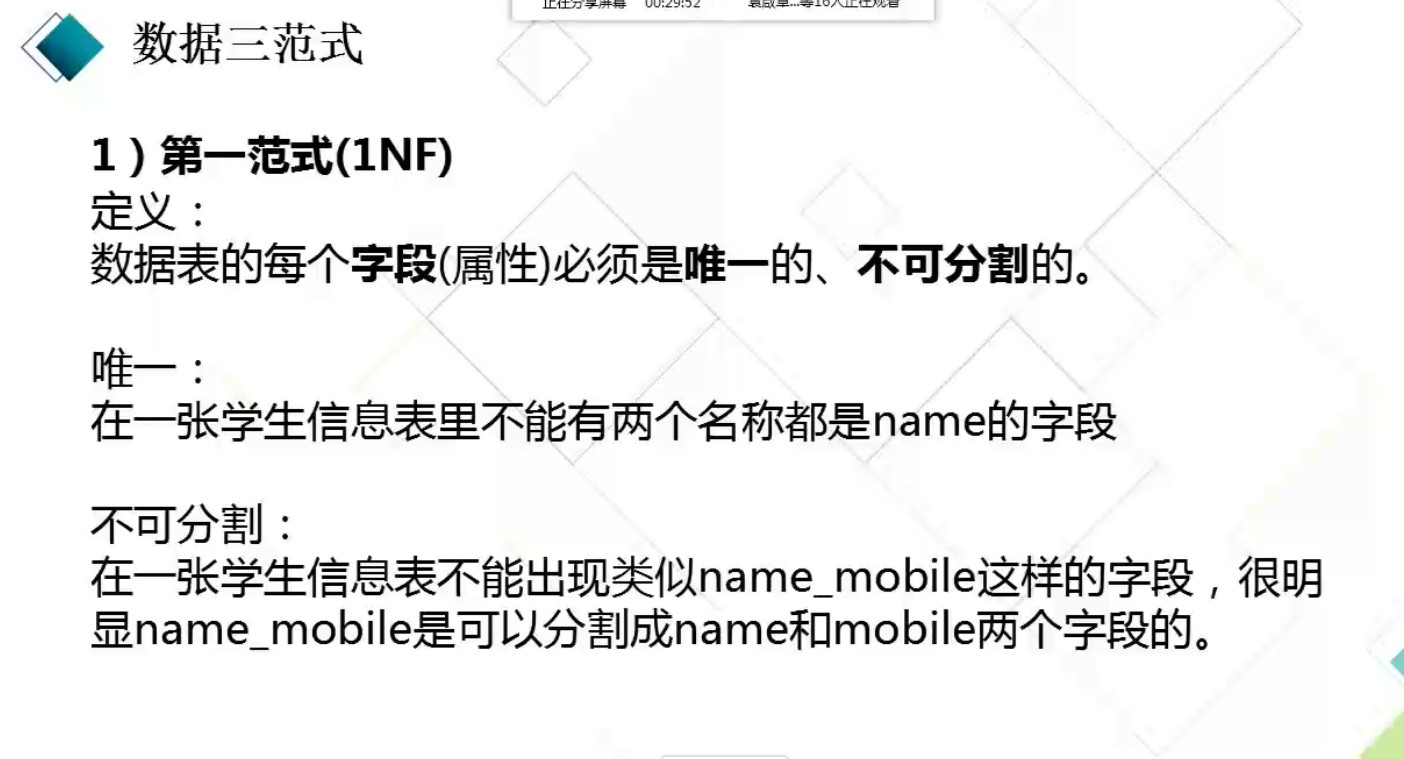 正在分享屏幕 00:29:52 等16人正在观看
数据三范式
1）第一范式(1NF)
定义：
数据表的每个字段(属性)必须是唯一的、不可分割的。
唯一：
在一张学生信息表里不能有两个名称都是name的字段
不可分割：
在一张学生信息表不能出现类似name_mobile这样的字段，很明
显name_mobile是可以分割成name和mobile两个字段的。